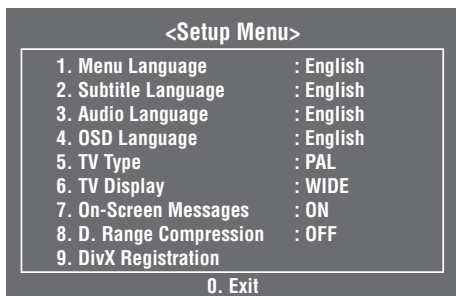 <Setup Menu>
1. Menu Language : English
2. Subtitle Language : English
3. Audio Language : English
4. OSD Language : English
5. TV Type : PAL
6. TV Display : WIDE
7. On-Screen Messages : ON
8. D. Range Compression : OFF
9. DivX Registration
0. Exit